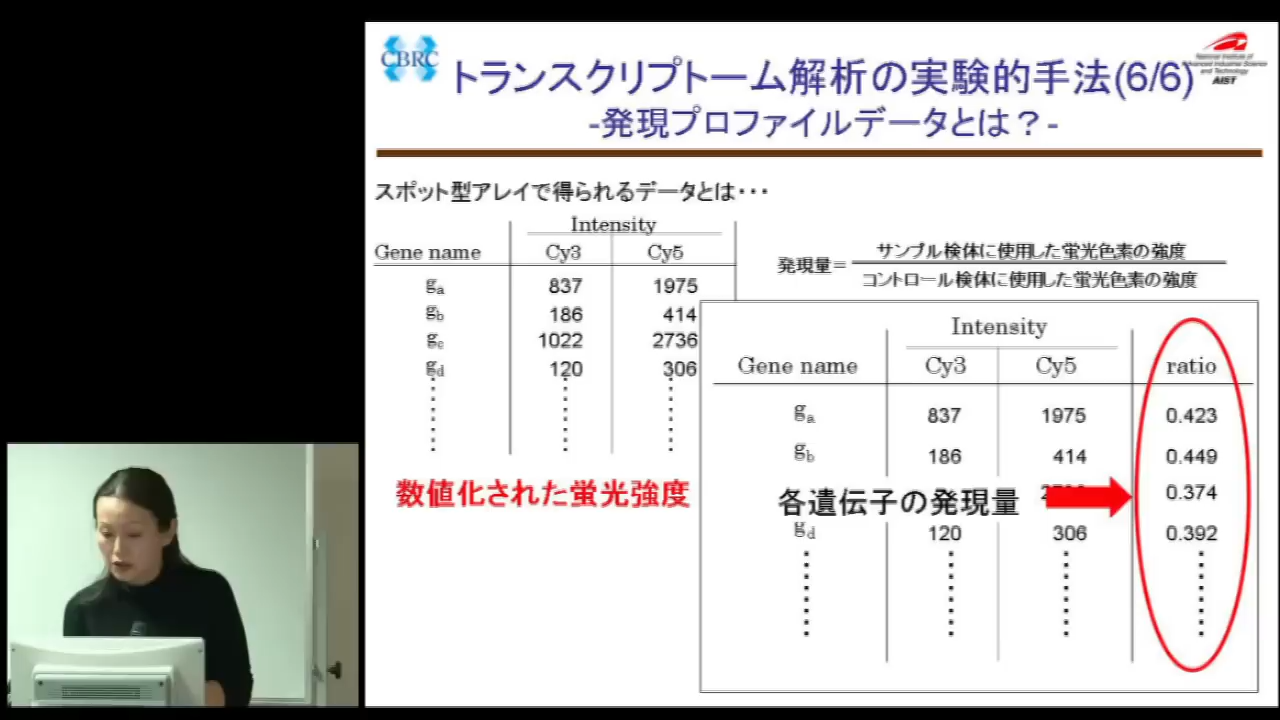 CBRC
トランスクリプトーム解析の実験的手法(6/6)
National Institute of
Advanced Industrial Science
and Technology
AIST
-発現プロファイルデータとは？-
スポット型アレイで得られるデータとは･･･
Intensity
Gene name Cy3 Cy5
ga 837 1975
gb 186 414
gc 1022 2736
gd 120 306
数値化された蛍光強度
発現量＝
サンプル検体に使用した蛍光色素の強度
コントロール検体に使用した蛍光色素の強度
Intensity
Gene name Cy3 Cy5 ratio
ga 837 1975 0.423
gb 186 414 0.449
各遺伝子の発現量 0.374
gd 120 306 0.392